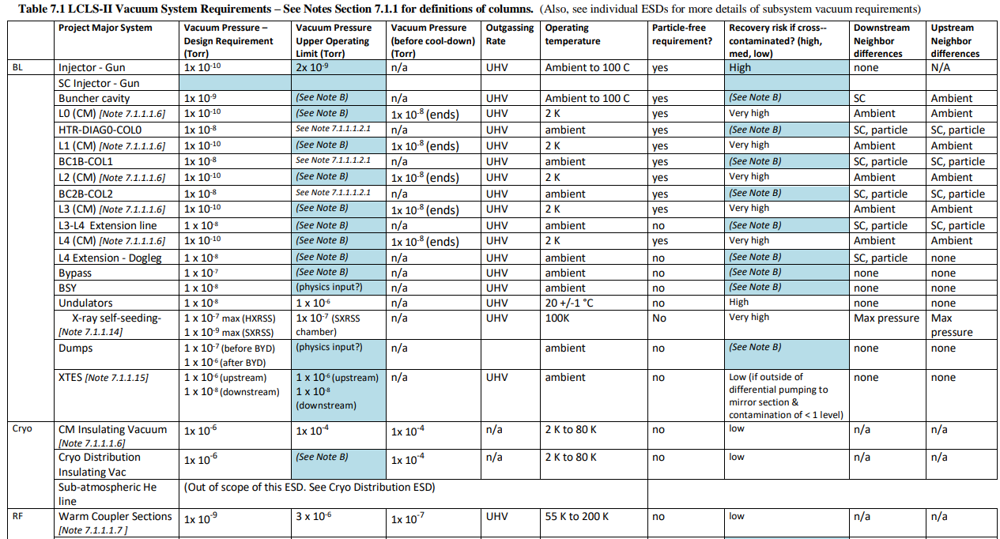 Table 7.1 LCLS-II Vacuum System Requirements – See Notes Section 7.1.1 for definitions of columns. (Also, see individual ESDs for more details of subsystem vacuum requirements)
Project Major System | Vacuum Pressure – Design Requirement (Torr) | Vacuum Pressure Upper Operating Limit (Torr) | Vacuum Pressure (before cool-down) (Torr) | Outgassing Rate | Operating temperature | Particle-free requirement? | Recovery risk if cross--contaminated? (high, med, low) | Downstream Neighbor differences | Upstream Neighbor differences
BL | Injector - Gun | 1x 10-10 | 2x 10-9 | n/a | UHV | Ambient to 100 C | yes | High | none | N/A
SC Injector - Gun
Buncher cavity | 1x 10-9 | (See Note B) | n/a | UHV | Ambient to 100 C | yes | (See Note B) | SC | Ambient
L0 (CM) [Note 7.1.1.1.6] | 1x 10-10 | (See Note B) | 1x 10-8 (ends) | UHV | 2 K | yes | Very high | Ambient | Ambient
HTR-DIAG0-COL0 | 1x 10-8 | See Note 7.1.1.1.2.1 | n/a | UHV | ambient | yes | (See Note B) | SC, particle | SC, particle
L1 (CM) [Note 7.1.1.1.6] | 1x 10-10 | (See Note B) | 1x 10-8 (ends) | UHV | 2 K | yes | Very high | Ambient | Ambient
BC1B-COL1 | 1x 10-8 | See Note 7.1.1.1.2.1 | n/a | UHV | ambient | yes | (See Note B) | SC, particle | SC, particle
L2 (CM) [Note 7.1.1.1.6] | 1x 10-10 | (See Note B) | 1x 10-8 (ends) | UHV | 2 K | yes | Very high | Ambient | Ambient
BC2B-COL2 | 1x 10-8 | See Note 7.1.1.1.2.1 | n/a | UHV | ambient | yes | (See Note B) | SC, particle | SC, particle
L3 (CM) [Note 7.1.1.1.6] | 1x 10-10 | (See Note B) | 1x 10-8 (ends) | UHV | 2 K | yes | Very high | Ambient | Ambient
L3-L4 Extension line | 1 x 10-8 | (See Note B) | n/a | UHV | ambient | no | (See Note B) | SC, particle | SC, particle
L4 (CM) [Note 7.1.1.1.6] | 1x 10-10 | (See Note B) | 1x 10-8 (ends) | UHV | 2 K | yes | Very high | Ambient | Ambient
L4 Extension - Dogleg | 1 x 10-8 | (See Note B) | n/a | UHV | ambient | no | (See Note B) | SC, particle | none
Bypass | 1 x 10-7 | (See Note B) | n/a | UHV | ambient | no | (See Note B) | none | none
BSY | 1 x 10-8 | (physics input?) | n/a | UHV | ambient | no | (See Note B) | none | none
Undulators | 1 x 10-8 | 1 x 10-6 | n/a | UHV | 20 +/-1 °C | no | High | none | none
X-ray self-seeding- [Note 7.1.1.14] | 1 x 10-7 max (HXRSS) 1 x 10-9 max (SXRSS) | 1x 10-7 (SXRSS chamber) | n/a | UHV | 100K | No | Very high | Max pressure | Max pressure
Dumps | 1 x 10-7 (before BYD) 1 x 10-6 (after BYD) | (physics input?) | n/a | ambient | no | (See Note B) | none | none
XTES [Note 7.1.1.15] | 1 x 10-6 (upstream) 1 x 10-8 (downstream) | 1 x 10-6 (upstream) 1 x 10-8 (downstream) | n/a | UHV | ambient | no | Low (if outside of differential pumping to mirror section & contamination of < 1 level) | none | none
Cryo | CM Insulating Vacuum [Note 7.1.1.1.6] | 1x 10-6 | 1x 10-4 | 1x 10-4 | n/a | 2 K to 80 K | no | low | n/a | n/a
Cryo Distribution Insulating Vac | 1x 10-6 | (See Note B) | 1x 10-4 | n/a | 2 K to 80 K | no | low | n/a | n/a
Sub-atmospheric He line | (Out of scope of this ESD. See Cryo Distribution ESD)
RF | Warm Coupler Sections [Note 7.1.1.1.7 ] | 1x 10-9 | 3 x 10-6 | 1x 10-7 | UHV | 55 K to 200 K | no | low | n/a | n/a